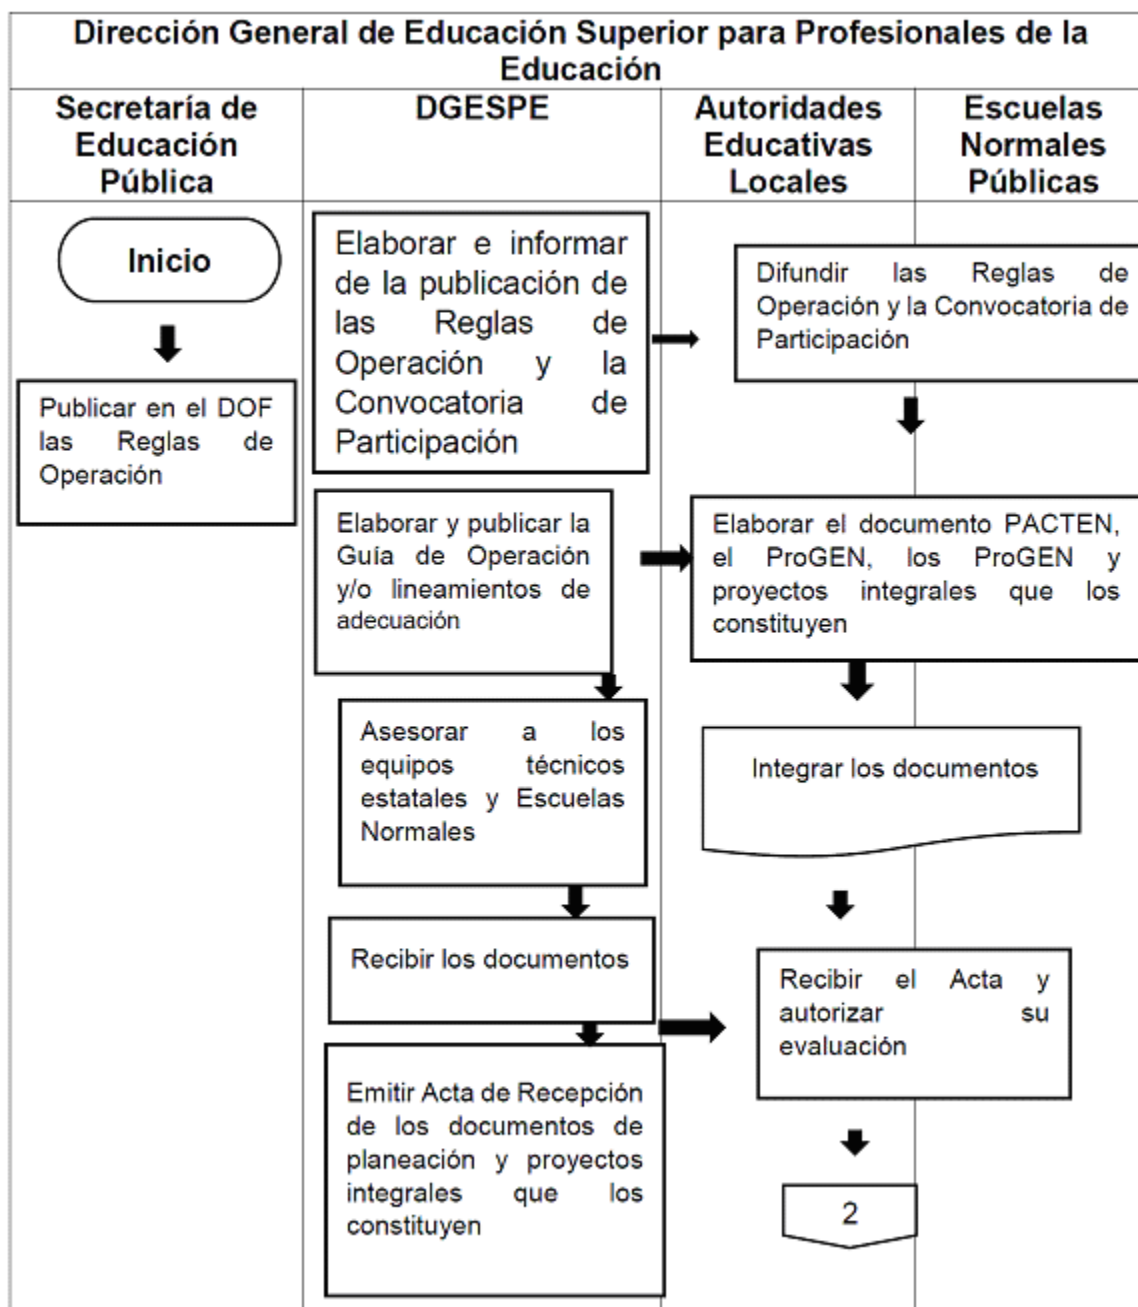 Dirección General de Educación Superior para Profesionales de la
Educación
Secretaría de
Educación
Pública
DGESPE
Autoridades
Educativas
Locales
Escuelas
Normales
Públicas
Inicio
Publicar en el DOF
las Reglas de
Operación
Elaborar e informar
de la publicación de
las Reglas de
Operación y la
Convocatoria de
Participación
Difundir las Reglas de
Operación y la Convocatoria de
Participación
Elaborar y publicar la
Guía de Operación
y/o lineamientos de
adecuación
Elaborar el documento PACTEN,
el ProGEN, los ProGEN y
proyectos integrales que los
constituyen
Asesorar a los
equipos técnicos
estatales y Escuelas
Normales
Integrar los documentos
Recibir los documentos
Recibir el Acta y
autorizar su
evaluación
Emitir Acta de Recepción
de los documentos de
planeación y proyectos
integrales que los
constituyen
2